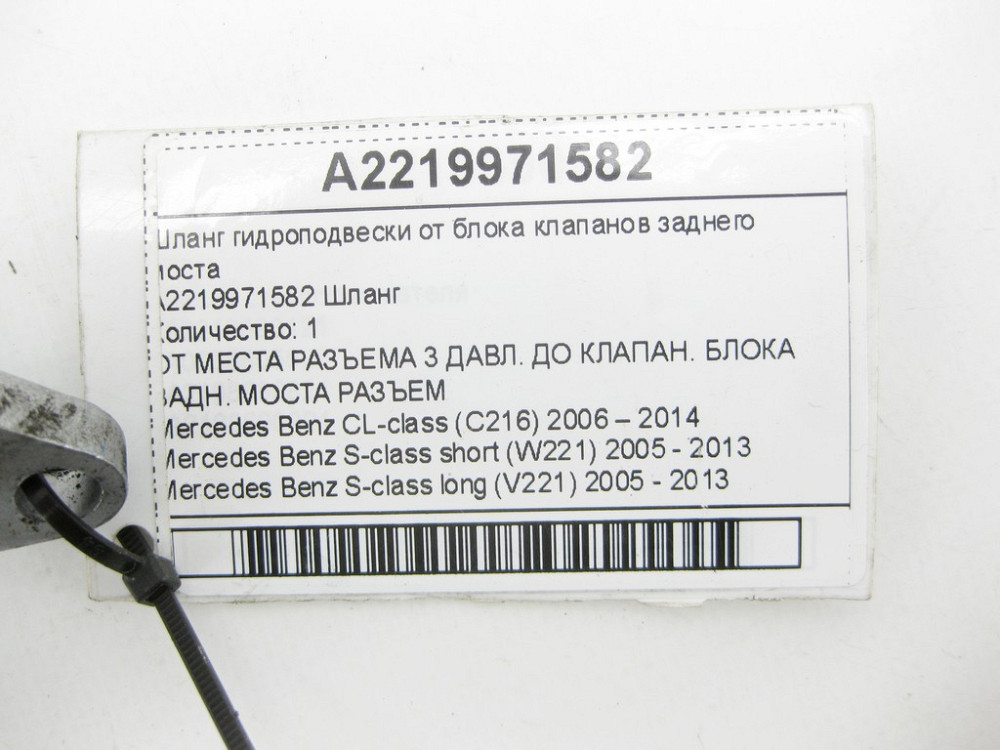 A2219971582
Шланг гидроподвески от блока клапанов заднего
моста
A2219971582 Шланг
Количество: 1
ОТ МЕСТА РАЗЪЕМА 3 ДАВЛ. ДО КЛАПАН. БЛОКА
ЗАДН. МОСТА РАЗЪЕМ
Mercedes Benz CL-class (C216) 2006 – 2014
Mercedes Benz S-class short (W221) 2005 - 2013
Mercedes Benz S-class long (V221) 2005 - 2013